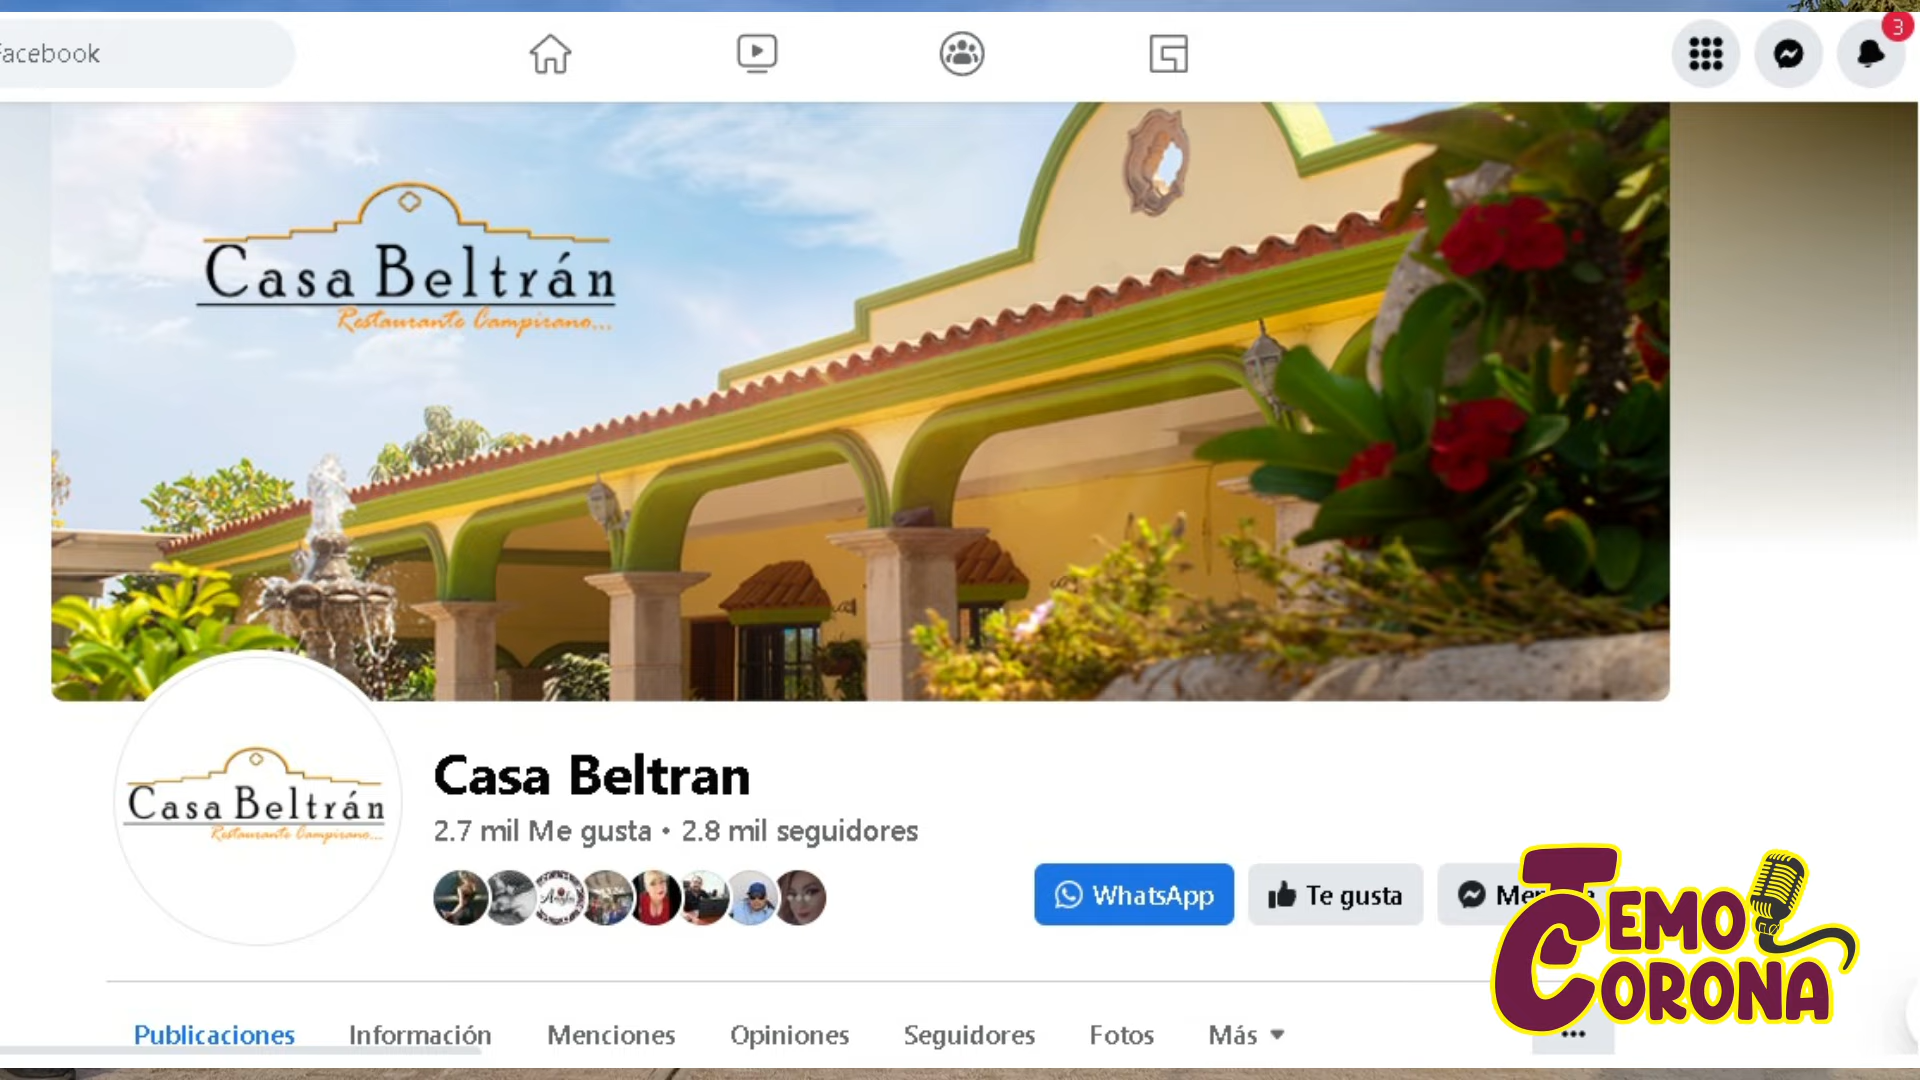 Facebook
3
Casa Beltrán
Restaurante Campirano...
Casa Beltrán
Restaurante Campirano...
Casa Beltran
2.7 mil Me gusta • 2.8 mil seguidores
WhatsApp
Te gusta
TEMO
CORONA
Publicaciones
Información
Menciones
Opiniones
Seguidores
Fotos
Más